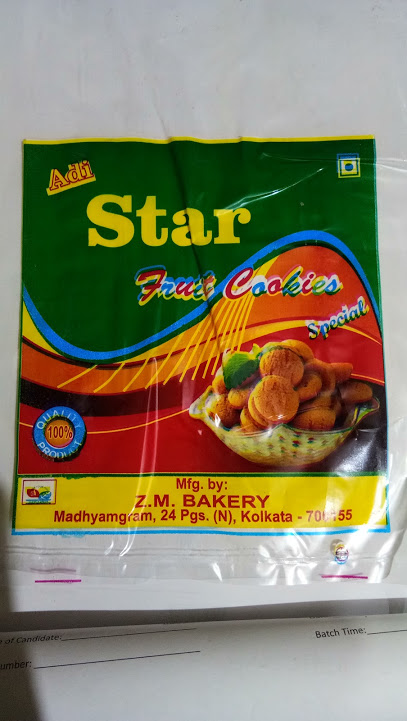 Adi
Star
Fruit Cookies
Special
QUALITY
100%
PRODUCT
Mfg. by:
Z.M. BAKERY
Madhyamgram, 24 Pgs. (N), Kolkata - 700155
of Candidate:
Batch Time:
umber: